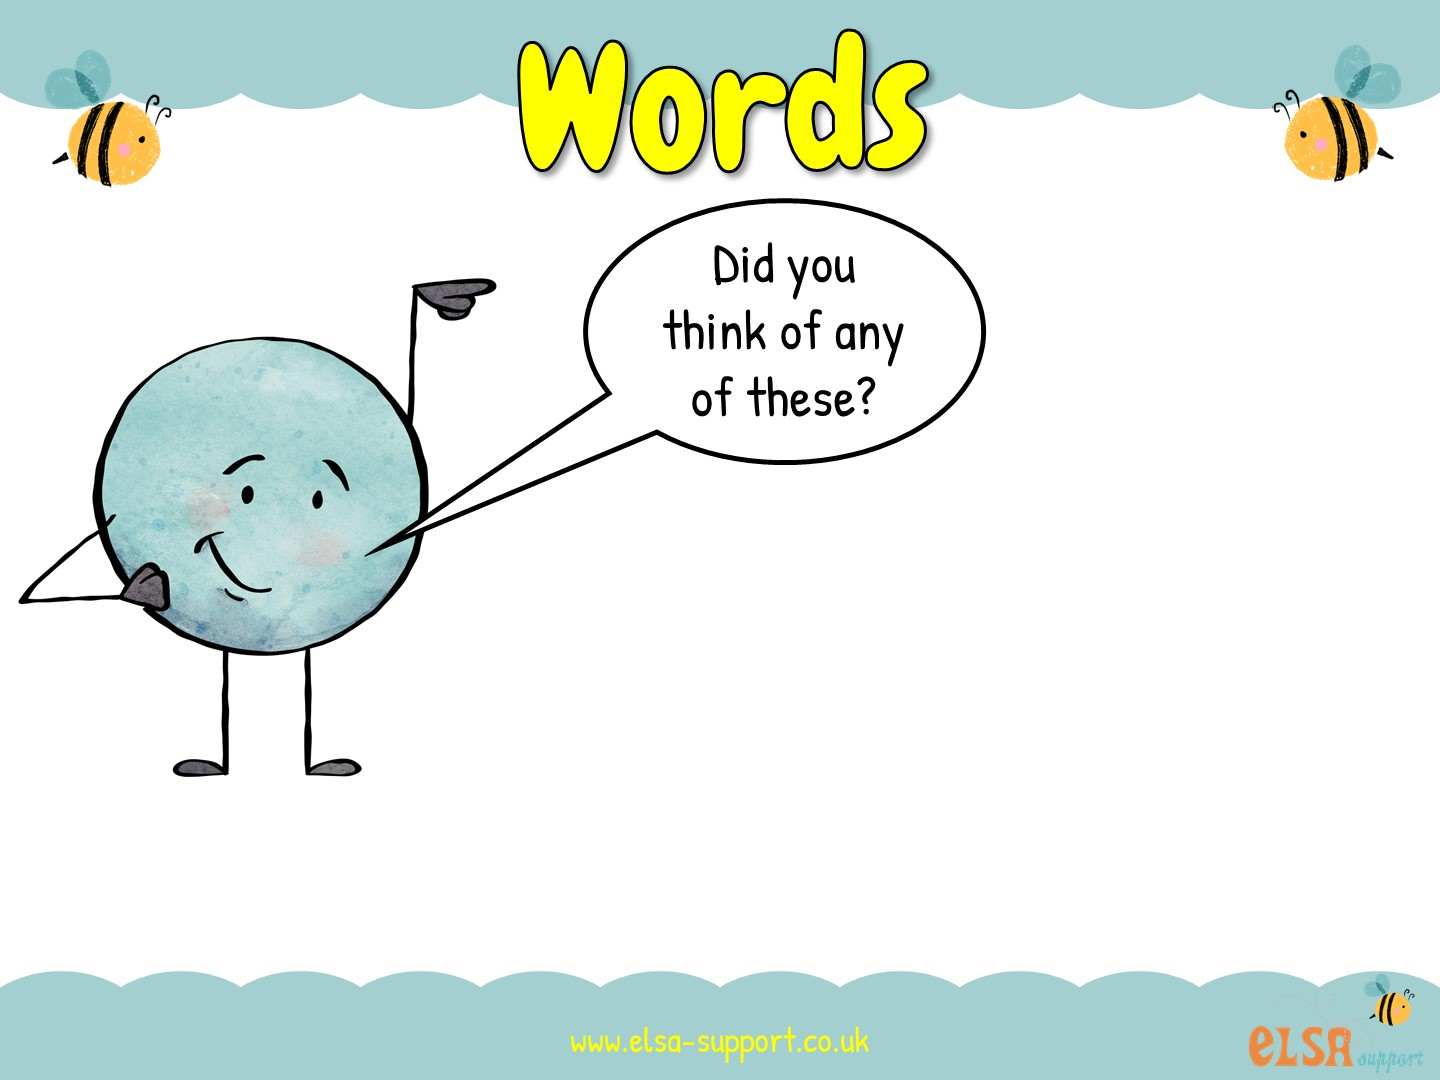 Words
Did you
think of any
of these?
www.elsa-support.co.uk
ELSA support